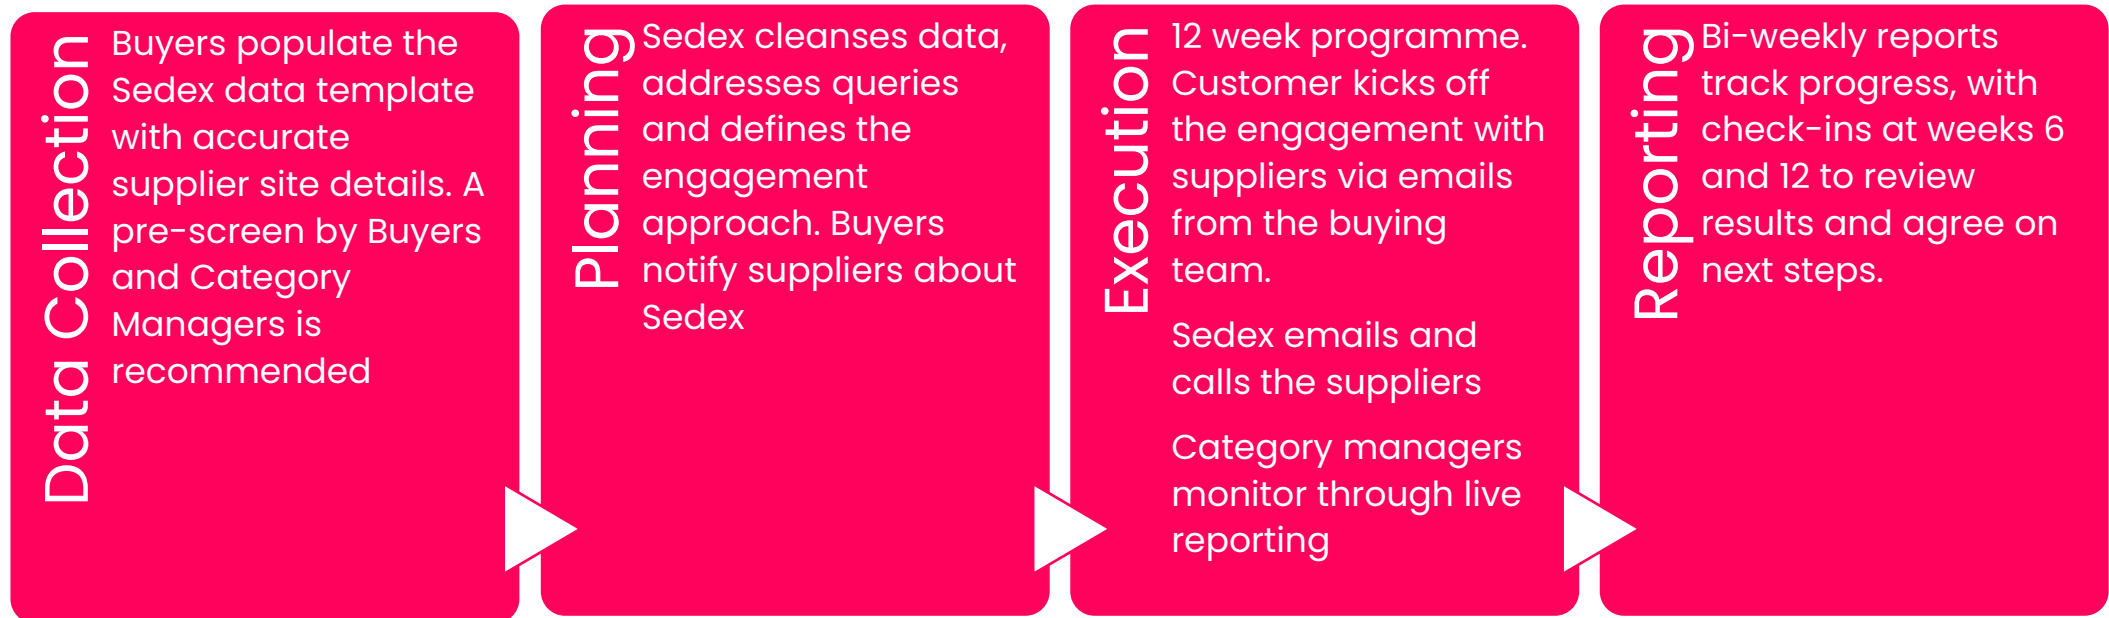 Data Collection
Buyers populate the
Sedex data template
with accurate
supplier site details. A
pre-screen by Buyers
and Category
Managers is
recommended
Planning
Sedex cleanses data,
addresses queries
and defines the
engagement
approach. Buyers
notify suppliers about
Sedex
Execution
12 week programme.
Customer kicks off
the engagement with
suppliers via emails
from the buying
team.
Sedex emails and
calls the suppliers
Category managers
monitor through live
reporting
Reporting
Bi-weekly reports
track progress, with
check-ins at weeks 6
and 12 to review
results and agree on
next steps.